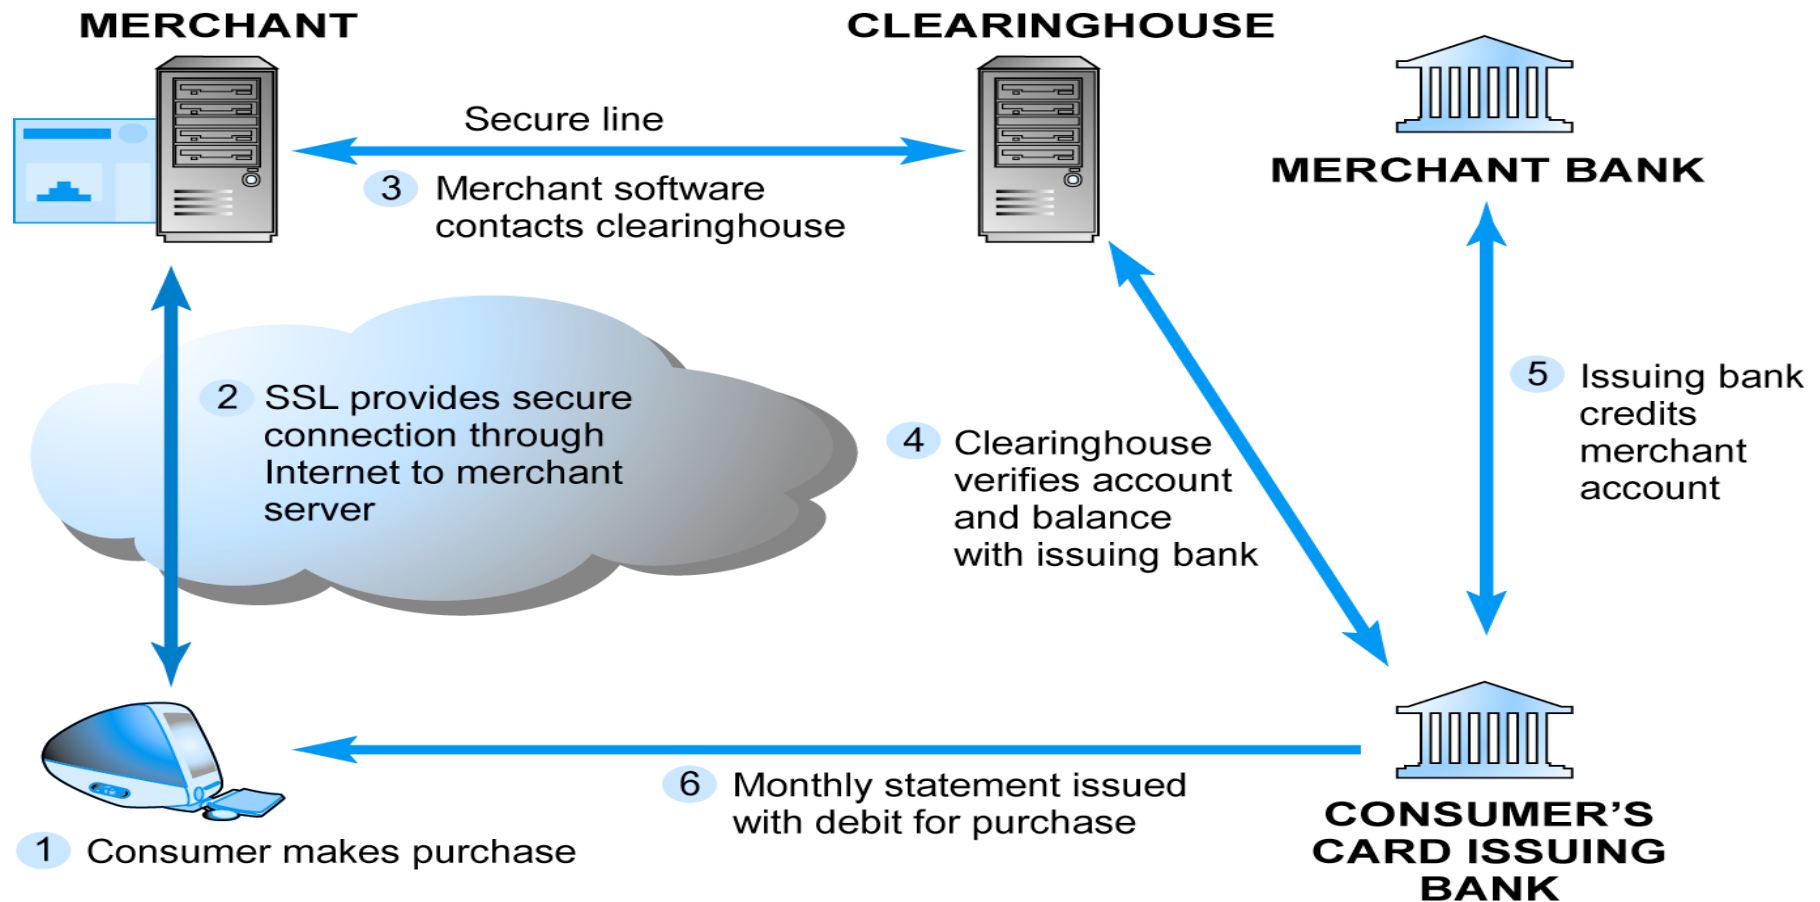 MERCHANT
CLEARINGHOUSE
MERCHANT BANK
Secure line
3 Merchant software
contacts clearinghouse
2 SSL provides secure
connection through
Internet to merchant
server
4 Clearinghouse
verifies account
and balance
with issuing bank
5 Issuing bank
credits
merchant
account
6 Monthly statement issued
with debit for purchase
1 Consumer makes purchase
CONSUMER’S
CARD ISSUING
BANK